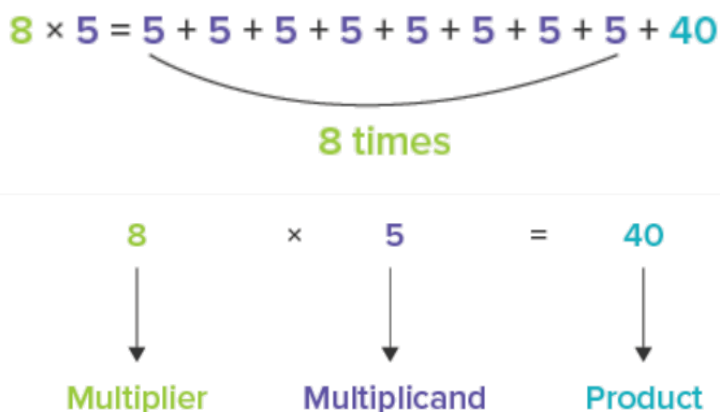 8 × 5 = 5 + 5 + 5 + 5 + 5 + 5 + 5 + 5 + 40
8 times
8 × 5 = 40
Multiplier Multiplicand Product